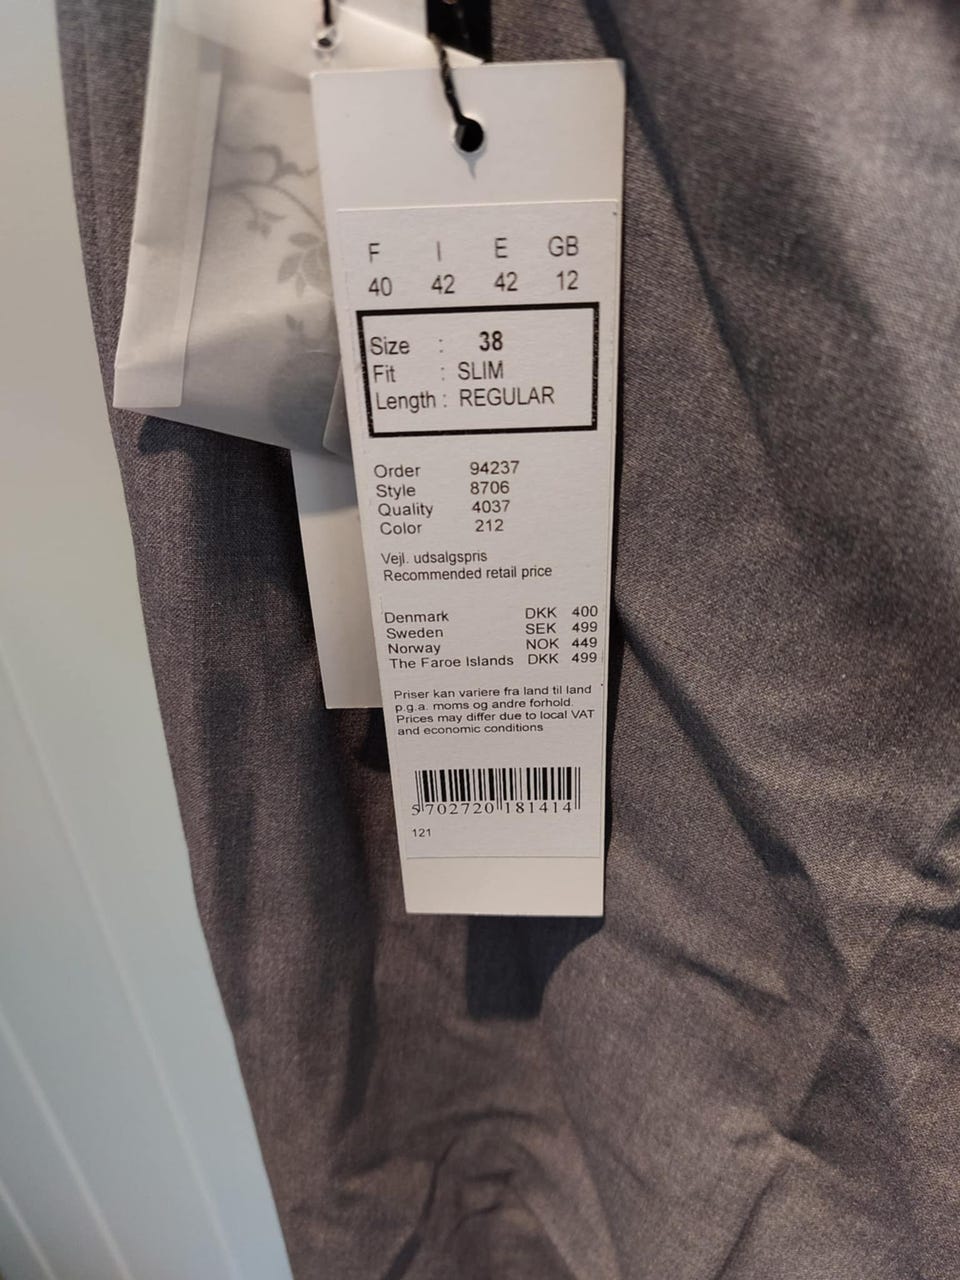 F I E GB
40 42 42 12
Size : 38
Fit : SLIM
Length : REGULAR
Order 94237
Style 8706
Quality 4037
Color 212
Vejl. udsalgspris
Recommended retail price
Denmark DKK 400
Sweden SEK 499
Norway NOK 449
The Faroe Islands DKK 499
Priser kan variere fra land til land
p.g.a. moms og andre forhold.
Prices may differ due to local VAT
and economic conditions
5 702720 181414
121